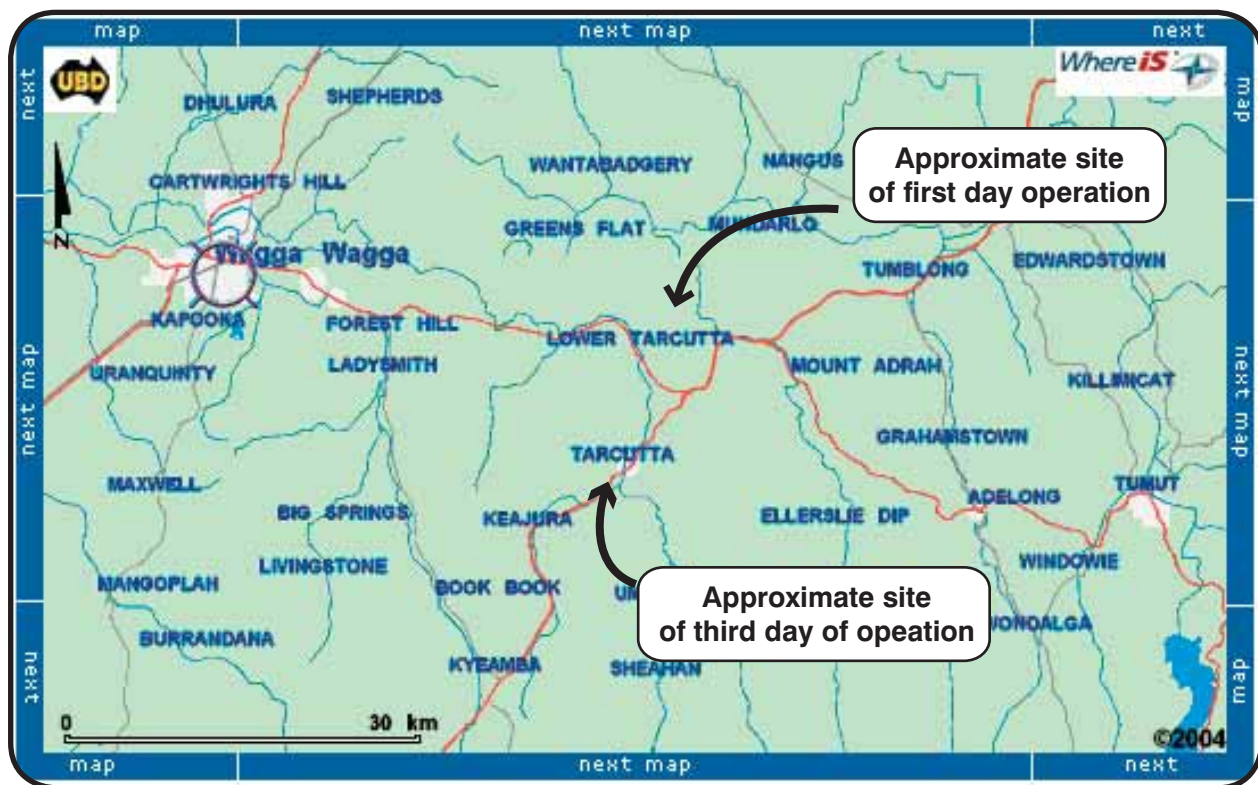 map
next map
next
UBD
Where iS
next
map
DHULURA
SHEPHERDS
WANTABADGERY
NANGUS
Approximate site
of first day operation
CARTWRIGHTS HILL
GREENS FLAT
MUNDARLO
N
Wagga Wagga
TUMBLONG
EDWARDSTOWN
KAPOOKA
FOREST HILL
LOWER TARCUTTA
URANQUINTY
LADYSMITH
MOUNT ADRAH
KILLIMICAT
next map
next map
GRAHAMSTOWN
TARCUTTA
MAXWELL
BIG SPRINGS
KEAJURA
ELLERSLIE DIP
ADELONG
TUMUT
LIVINGSTONE
WINDOWIE
MANGOPLAH
BOOK BOOK
UM
Approximate site
of third day of opeation
WONDALGA
BURRANDANA
KYEAMBA
SHEAHAN
next
map
0 30 km
©2004
map
next map
next